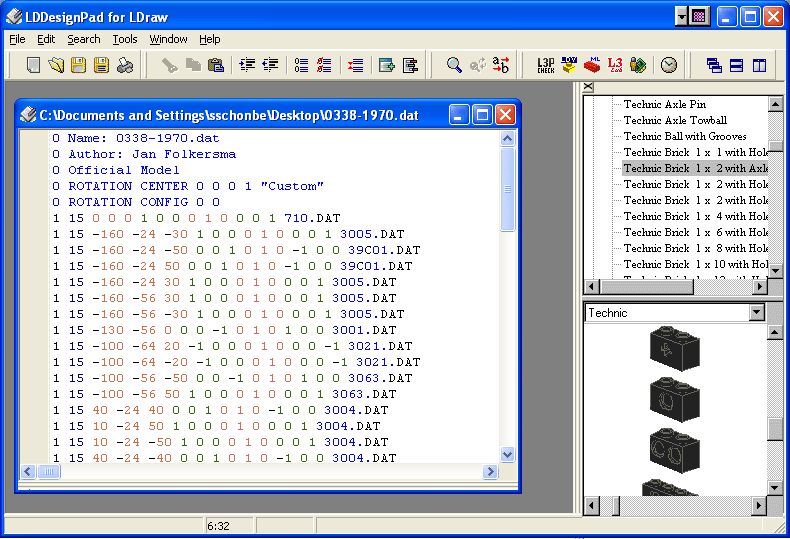 LDDesignPad for LDraw
File Edit Search Tools Window Help
L3P CHECK LDV ML L3 LAB
C:\Documents and Settings\sschonbe\Desktop\0338-1970.dat
0 Name: 0338-1970.dat
0 Author: Jan Folkersma
0 Official Model
0 ROTATION CENTER 0 0 0 1 "Custom"
0 ROTATION CONFIG 0 0
1 15 0 0 0 1 0 0 0 1 0 0 0 1 710.DAT
1 15 -160 -24 -30 1 0 0 0 1 0 0 0 1 3005.DAT
1 15 -160 -24 -50 0 0 1 0 1 0 -1 0 0 39C01.DAT
1 15 -160 -24 50 0 0 1 0 1 0 -1 0 0 39C01.DAT
1 15 -160 -24 30 1 0 0 0 1 0 0 0 1 3005.DAT
1 15 -160 -56 30 1 0 0 0 1 0 0 0 1 3005.DAT
1 15 -160 -56 -30 1 0 0 0 1 0 0 0 1 3005.DAT
1 15 -130 -56 0 0 0 -1 0 1 0 1 0 0 3001.DAT
1 15 -100 -64 20 -1 0 0 0 1 0 0 0 -1 3021.DAT
1 15 -100 -64 -20 -1 0 0 0 1 0 0 0 -1 3021.DAT
1 15 -100 -56 -50 0 0 -1 0 1 0 1 0 0 3063.DAT
1 15 -100 -56 50 1 0 0 0 1 0 0 0 1 3063.DAT
1 15 40 -24 40 0 0 1 0 1 0 -1 0 0 3004.DAT
1 15 10 -24 50 1 0 0 0 1 0 0 0 1 3004.DAT
1 15 10 -24 -50 1 0 0 0 1 0 0 0 1 3004.DAT
1 15 40 -24 -40 0 0 1 0 1 0 -1 0 0 3004.DAT
Technic Axle Pin
Technic Axle Towball
Technic Ball with Grooves
Technic Brick 1 x 1 with Hol
Technic Brick 1 x 2 with Axl
Technic Brick 1 x 2 with Hol
Technic Brick 1 x 2 with Hol
Technic Brick 1 x 4 with Hol
Technic Brick 1 x 6 with Hol
Technic Brick 1 x 8 with Hol
Technic Brick 1 x 10 with Hol
Technic
6:32